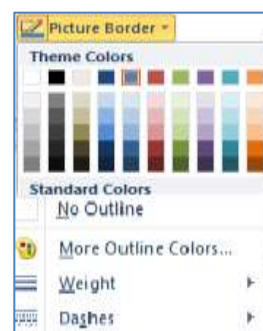 Picture Border
Theme Colors
Standard Colors
No Outline
More Outline Colors...
Weight
Dashes